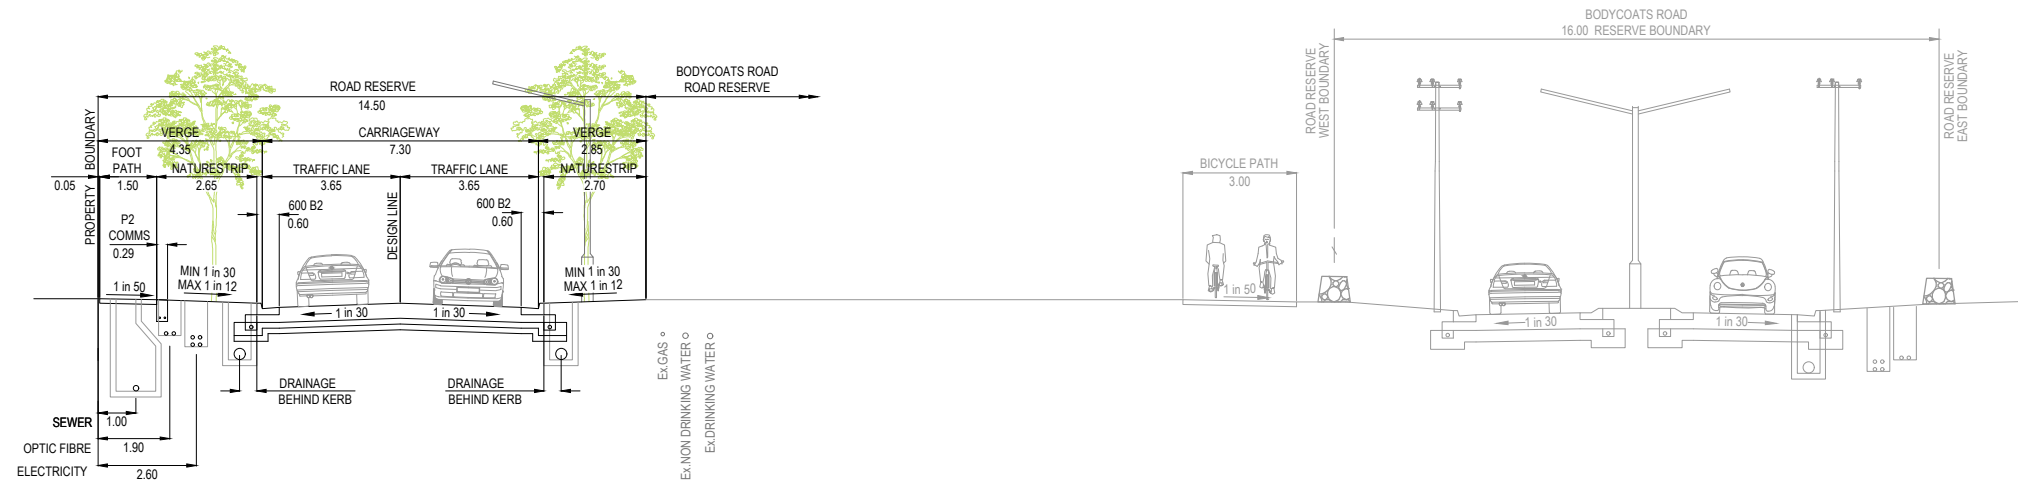 ROAD RESERVE
14.50
BODYCOATS ROAD
ROAD RESERVE
VERGE
4.35
CARRIAGEWAY
7.30
VERGE
2.85
PROPERTY BOUNDARY
0.05
FOOT
PATH
1.50
NATURESTRIP
2.65
TRAFFIC LANE
3.65
TRAFFIC LANE
3.65
NATURESTRIP
2.70
600 B2
0.60
DESIGN LINE
600 B2
0.60
P2
COMMS
0.29
1 in 50
MIN 1 in 30
MAX 1 in 12
MIN 1 in 30
MAX 1 in 12
1 in 30
1 in 30
DRAINAGE
BEHIND KERB
DRAINAGE
BEHIND KERB
SEWER
1.00
OPTIC FIBRE
1.90
ELECTRICITY
2.60
Ex.GAS
Ex.NON DRINKING WATER
Ex.DRINKING WATER
BODYCOATS ROAD
16.00 RESERVE BOUNDARY
ROAD RESERVE
WEST BOUNDARY
ROAD RESERVE
EAST BOUNDARY
BICYCLE PATH
3.00
1 in 50
1 in 30
1 in 30